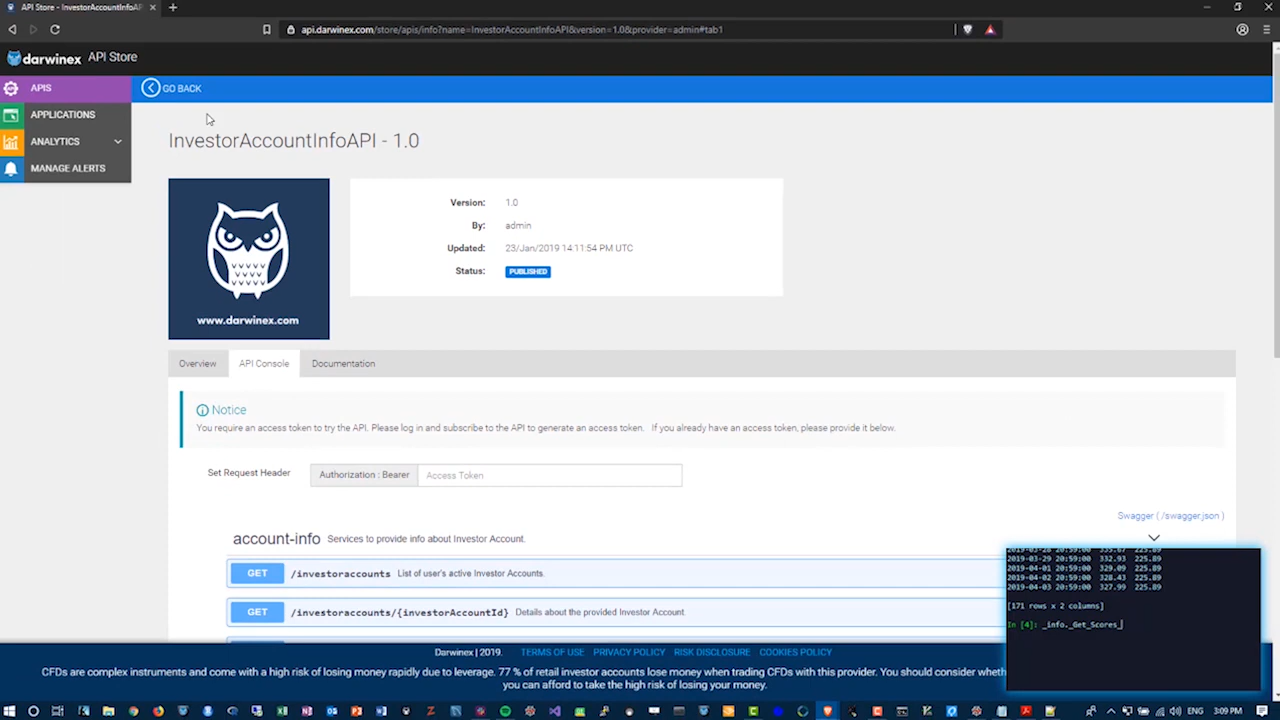 API Store - InvestorAccountInfoAF
api.darwinex.com/store/apis/info?name=InvestorAccountInfoAPI&version=1.0&provider=admin#tab1
darwinex API Store
APIS
GO BACK
APPLICATIONS
ANALYTICS
MANAGE ALERTS
InvestorAccountInfoAPI - 1.0
www.darwinex.com
Version: 1.0
By: admin
Updated: 23/Jan/2019 14:11:54 PM UTC
Status: PUBLISHED
Overview API Console Documentation
Notice
You require an access token to try the API. Please log in and subscribe to the API to generate an access token. If you already have an access token, please provide it below.
Set Request Header Authorization : Bearer Access Token
Swagger ( /swagger.json )
account-info Services to provide info about Investor Account.
GET /investoraccounts List of user's active Investor Accounts.
GET /investoraccounts/{investorAccountId} Details about the provided Investor Account
2019-03-28 20:59:00 335.67 225.89
2019-03-29 20:59:00 332.93 225.89
2019-04-01 20:59:00 329.09 225.89
2019-04-02 20:59:00 328.43 225.89
2019-04-03 20:59:00 327.99 225.89
[171 rows x 2 columns]
In [4]: _info._Get_Scores_
Darwinex | 2019. TERMS OF USE PRIVACY POLICY RISK DISCLOSURE COOKIES POLICY
CFDs are complex instruments and come with a high risk of losing money rapidly due to leverage. 77 % of retail investor accounts lose money when trading CFDs with this provider. You should consider wheth
you can afford to take the high risk of losing your money.
ENG 3:09 PM